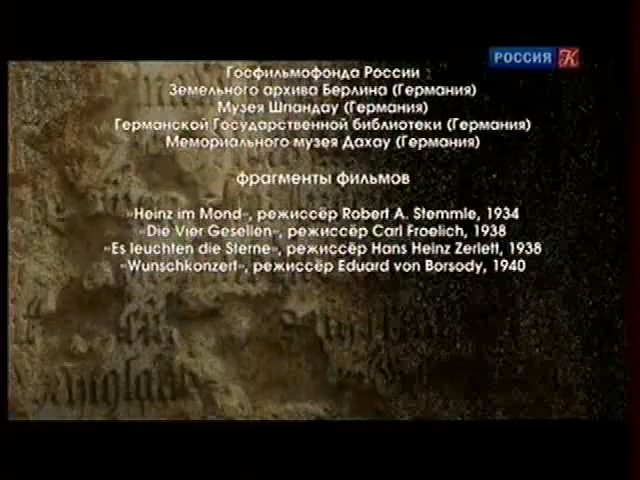 РОССИЯ К
Госфильмофонда России
Земельного архива Берлина (Германия)
Музея Шпандау (Германия)
Германской Государственной библиотеки (Германия)
Мемориального музея Дахау (Германия)
фрагменты фильмов
«Heinz im Mond», режиссёр Robert A. Stemmle, 1934
«Die Vier Gesellen», режиссёр Carl Froelich, 1938
«Es leuchten die Sterne», режиссёр Hans Heinz Zerlett, 1938
«Wunschkonzert», режиссёр Eduard von Borsody, 1940